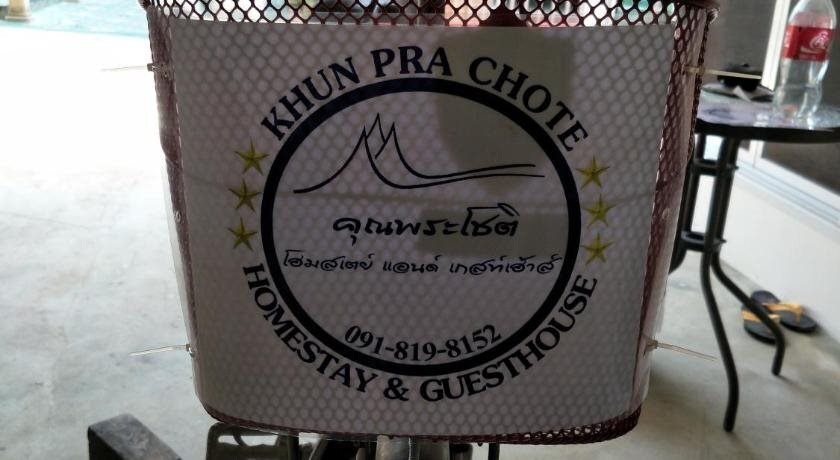 KHUN PRA CHOTE
คุณพระโชติ
โฮมสเตย์ แอนด์ เกสท์เฮ้าส์
091-819-8152
HOMESTAY & GUESTHOUSE